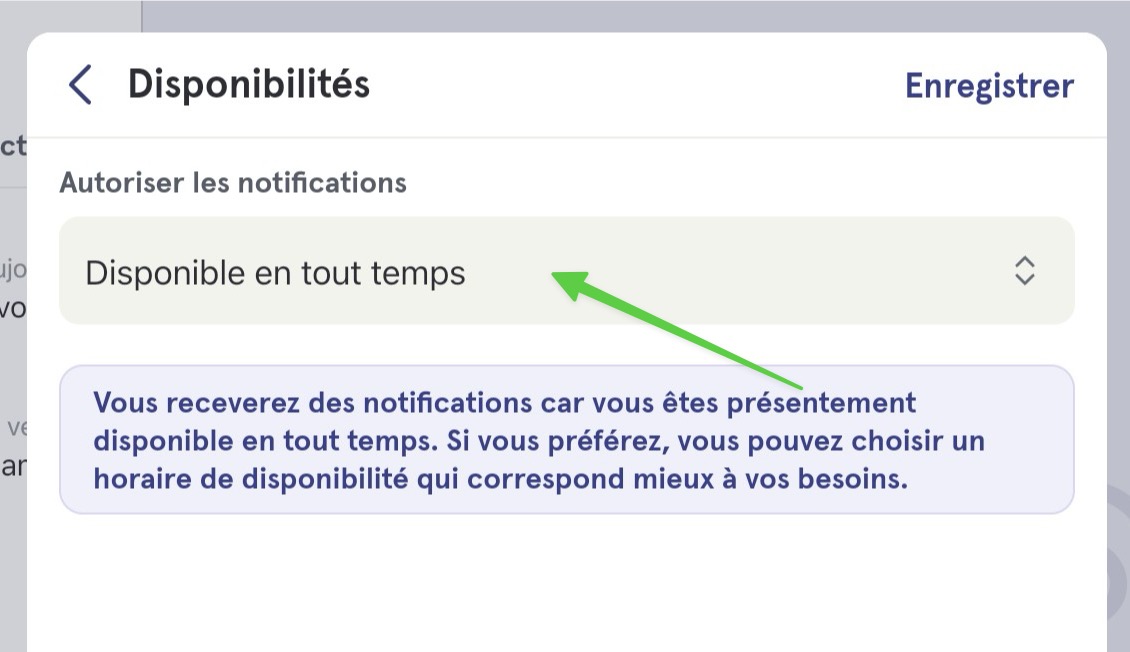 Disponibilités
Enregistrer
Autoriser les notifications
Disponible en tout temps
Vous receverez des notifications car vous êtes présentement
disponible en tout temps. Si vous préférez, vous pouvez choisir un
horaire de disponibilité qui correspond mieux à vos besoins.